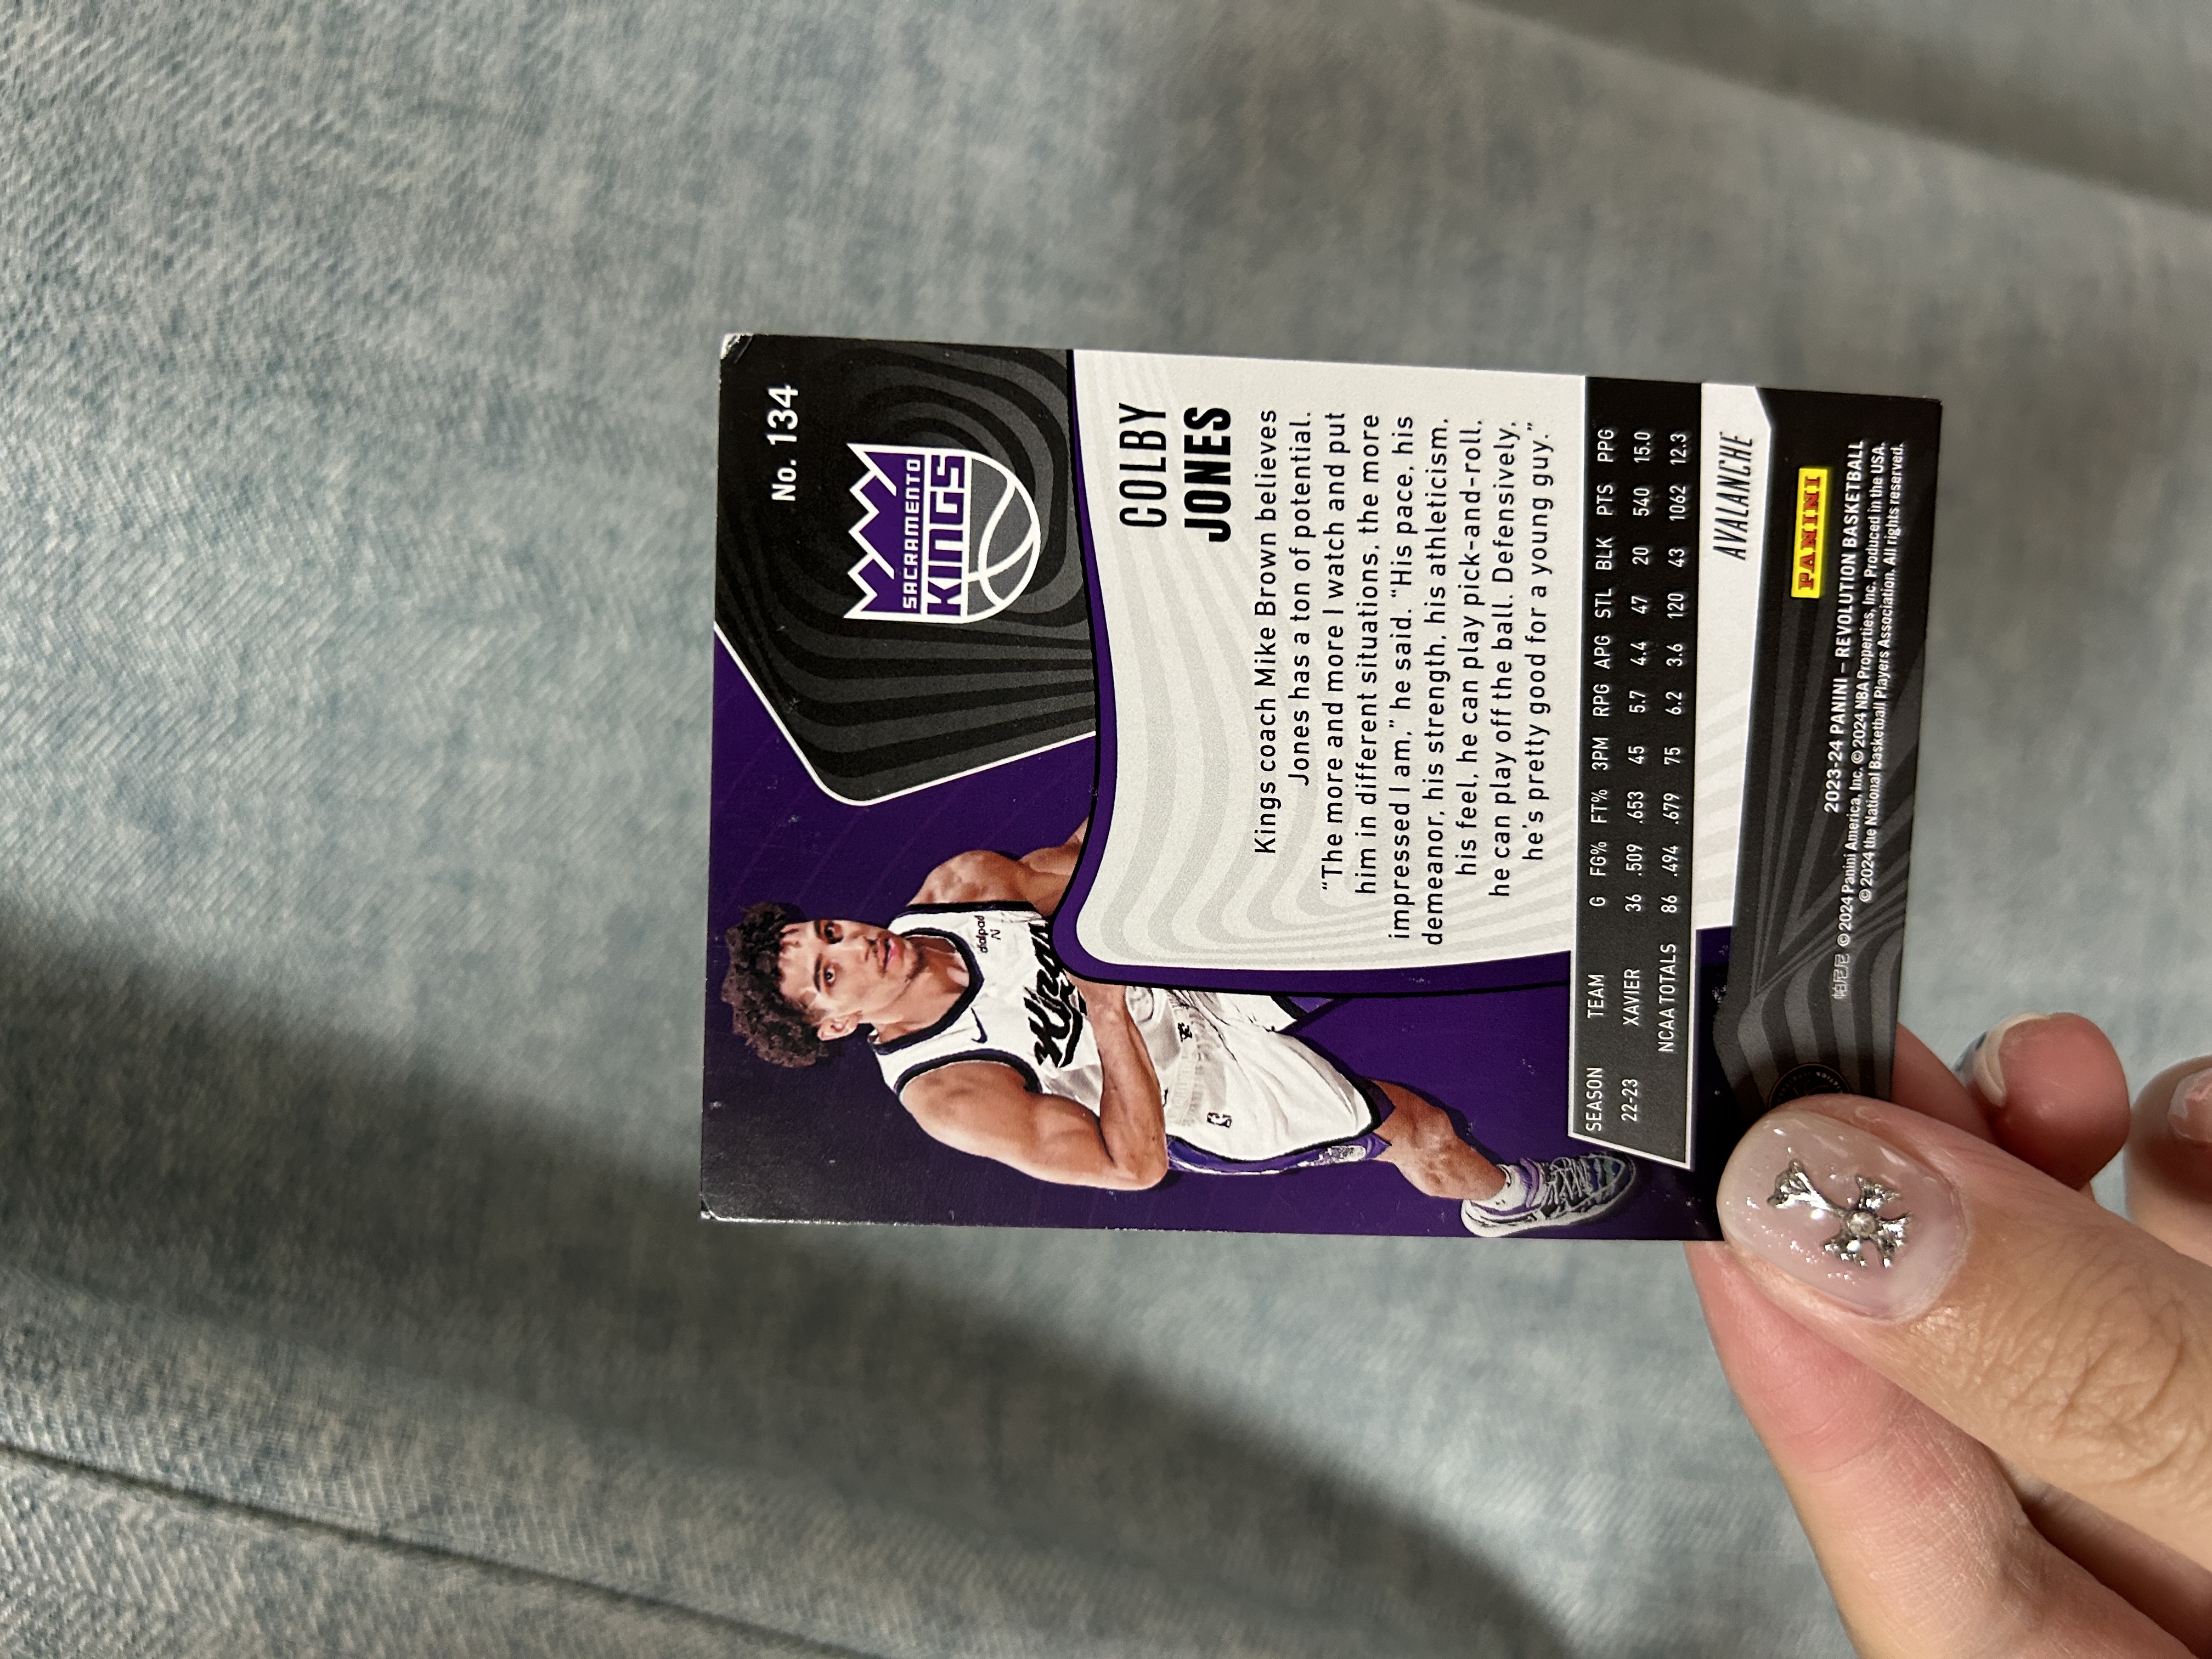 No. 134
SACRAMENTO
KINGS
COLBY
JONES
Kings coach Mike Brown believes
Jones has a ton of potential.
“The more and more I watch and put
him in different situations, the more
impressed I am,” he said. “His pace, his
demeanor, his strength, his athleticism,
his feel, he can play pick-and-roll,
he can play off the ball. Defensively,
he's pretty good for a young guy.”
SEASON TEAM G FG% FT% 3PM RPG APG STL BLK PTS PPG
22-23 XAVIER 36 .509 .653 45 5.7 4.4 47 20 540 15.0
NCAA TOTALS 86 .494 .679 75 6.2 3.6 120 43 1062 12.3
AVALANCHE
PANINI
2023-24 PANINI – REVOLUTION BASKETBALL
帕尼尼 © 2024 Panini America, Inc. © 2024 NBA Properties, Inc. Produced in the USA.
© 2024 the National Basketball Players Association. All rights reserved.
Kings
dialpad